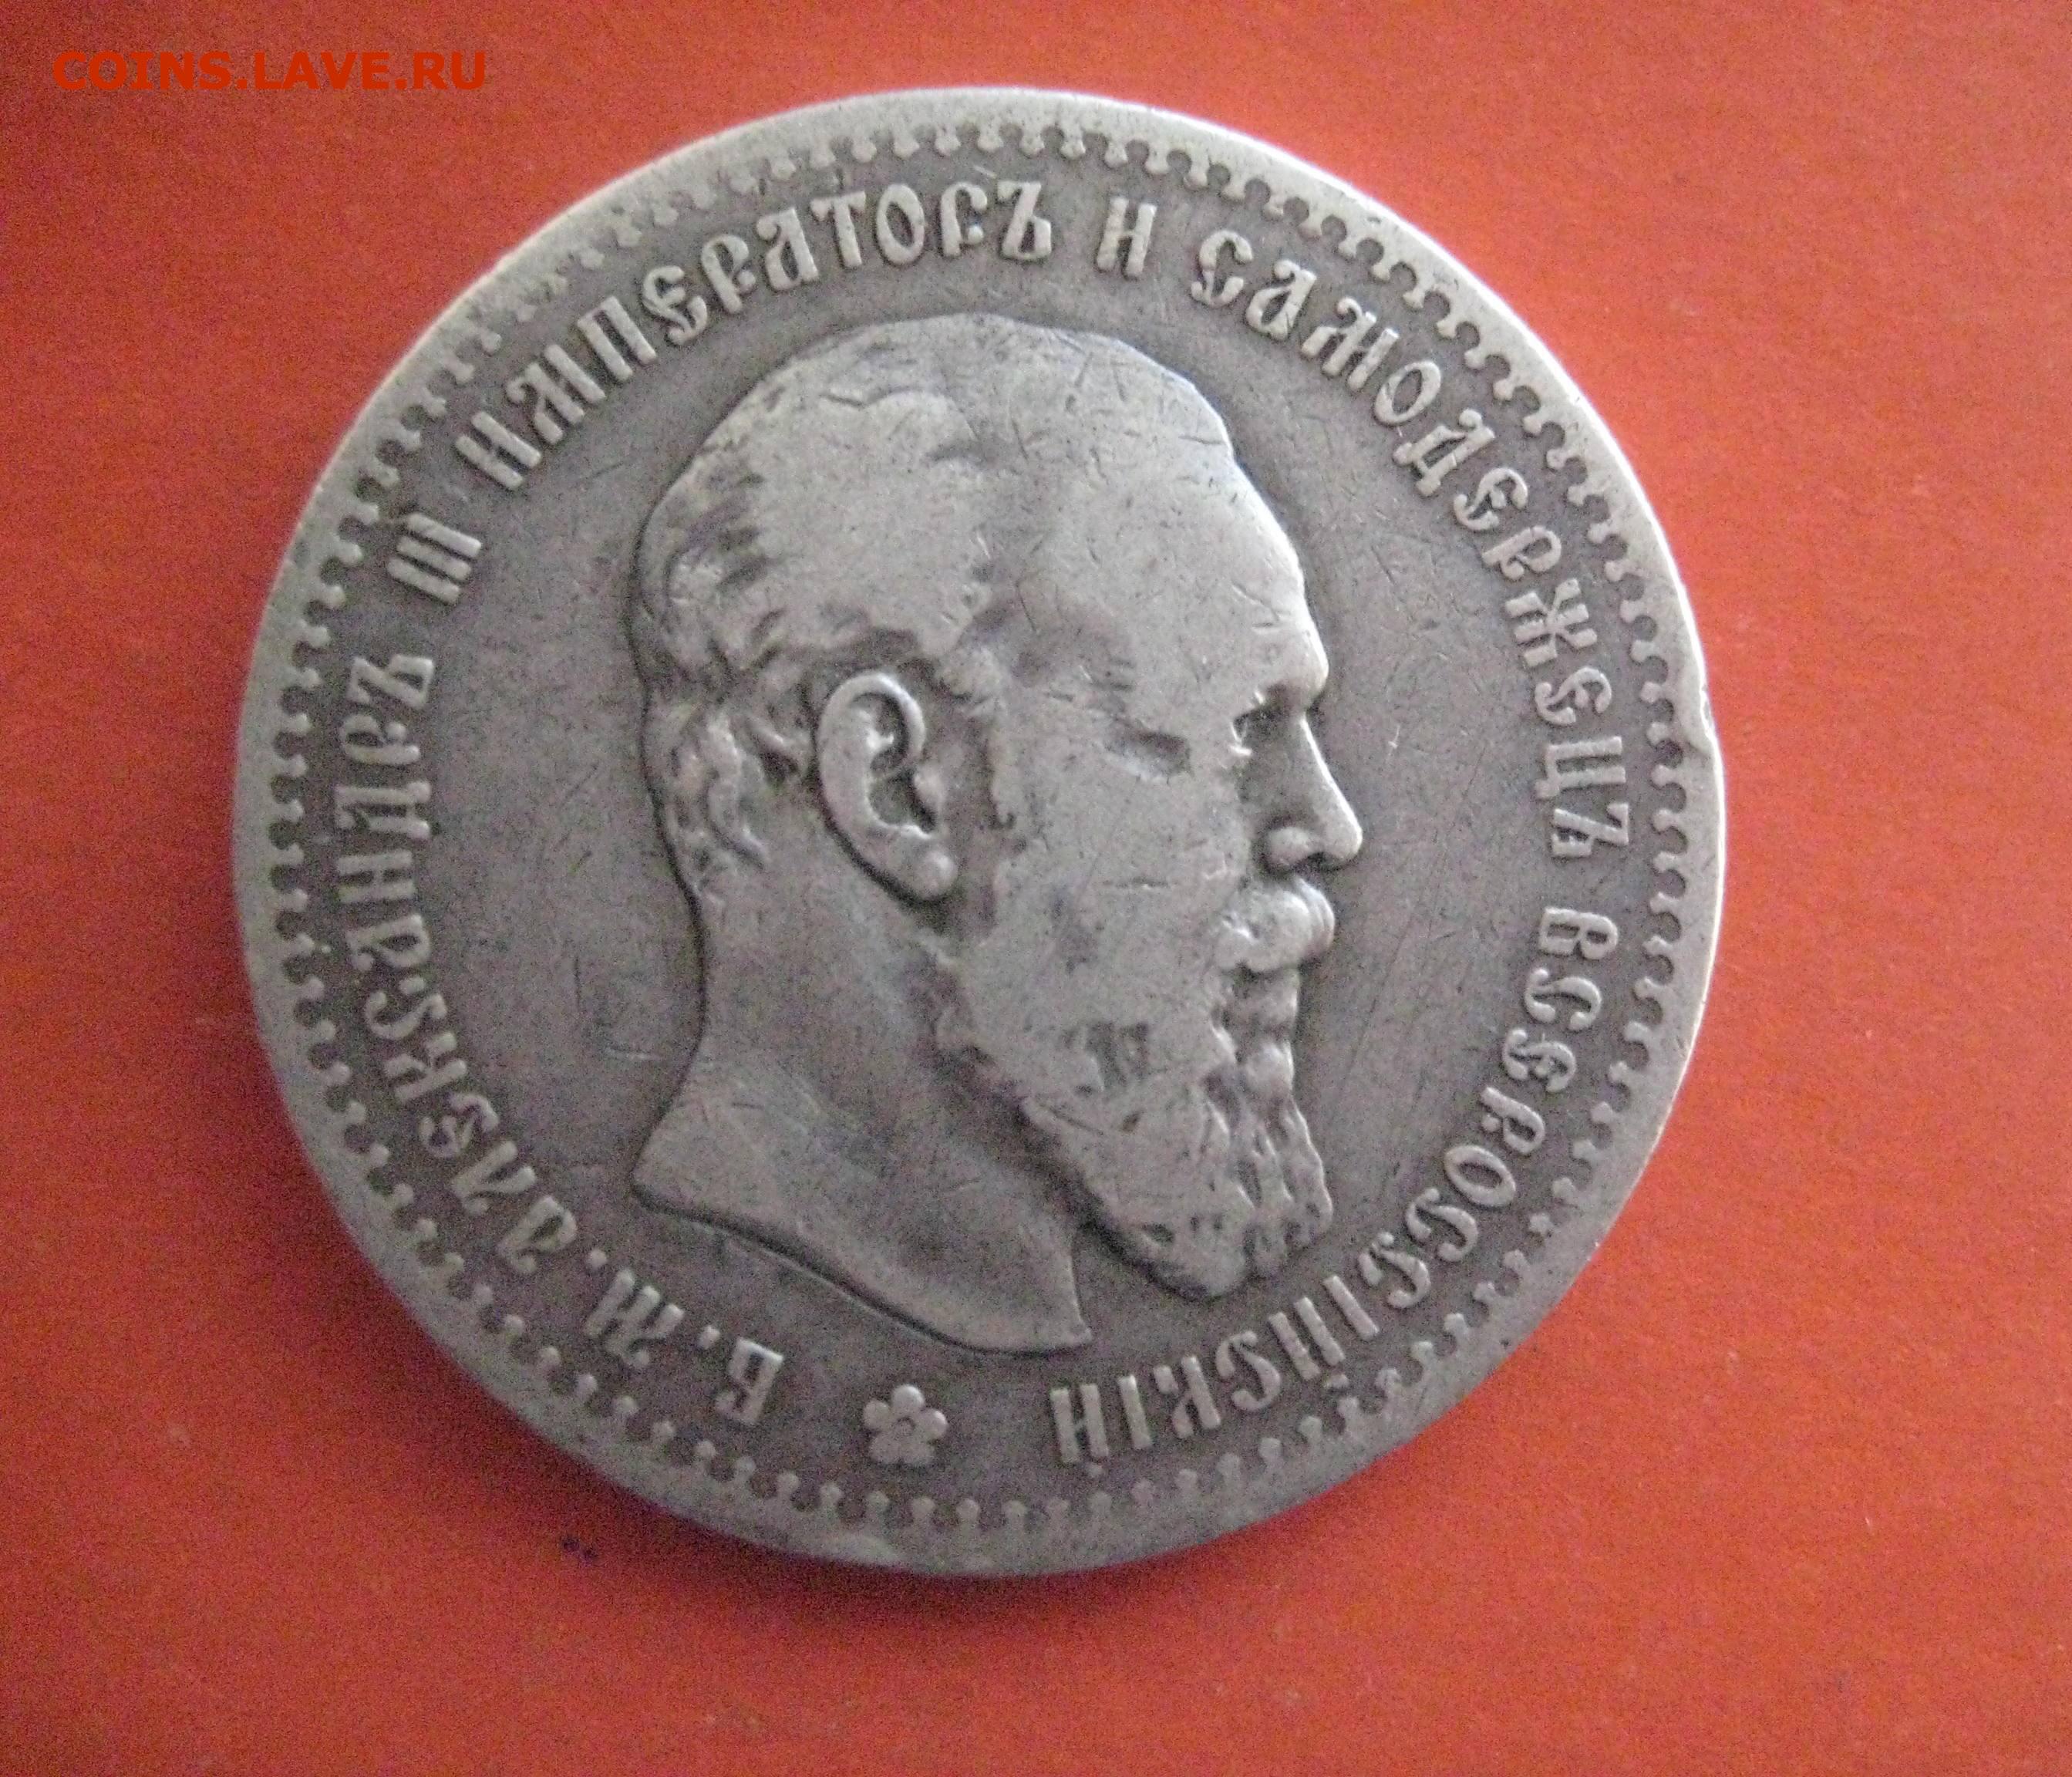 COINS.LAVE.RU
Б. М. АЛЕКСАНДРЪ III ИМПЕРАТОРЪ И САМОДЕРЖЕЦЪ ВСЕРОССІЙСКІЙ